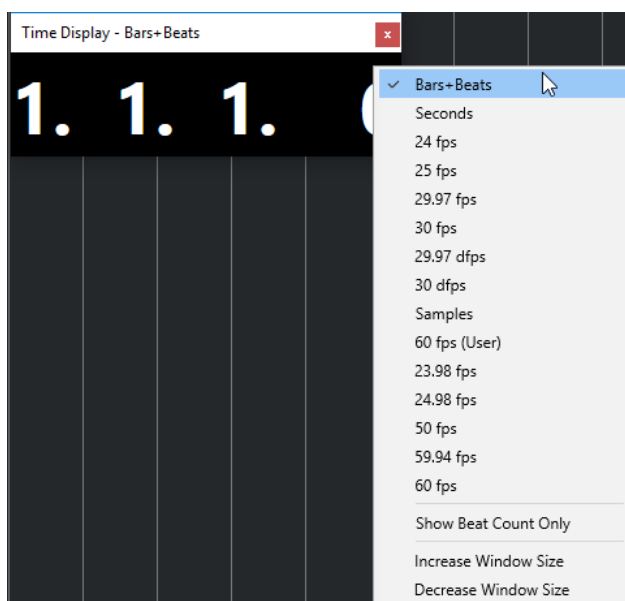 Time Display - Bars+Beats
1. 1. 1.
Bars+Beats
Seconds
24 fps
25 fps
29.97 fps
30 fps
29.97 dfps
30 dfps
Samples
60 fps (User)
23.98 fps
24.98 fps
50 fps
59.94 fps
60 fps
Show Beat Count Only
Increase Window Size
Decrease Window Size